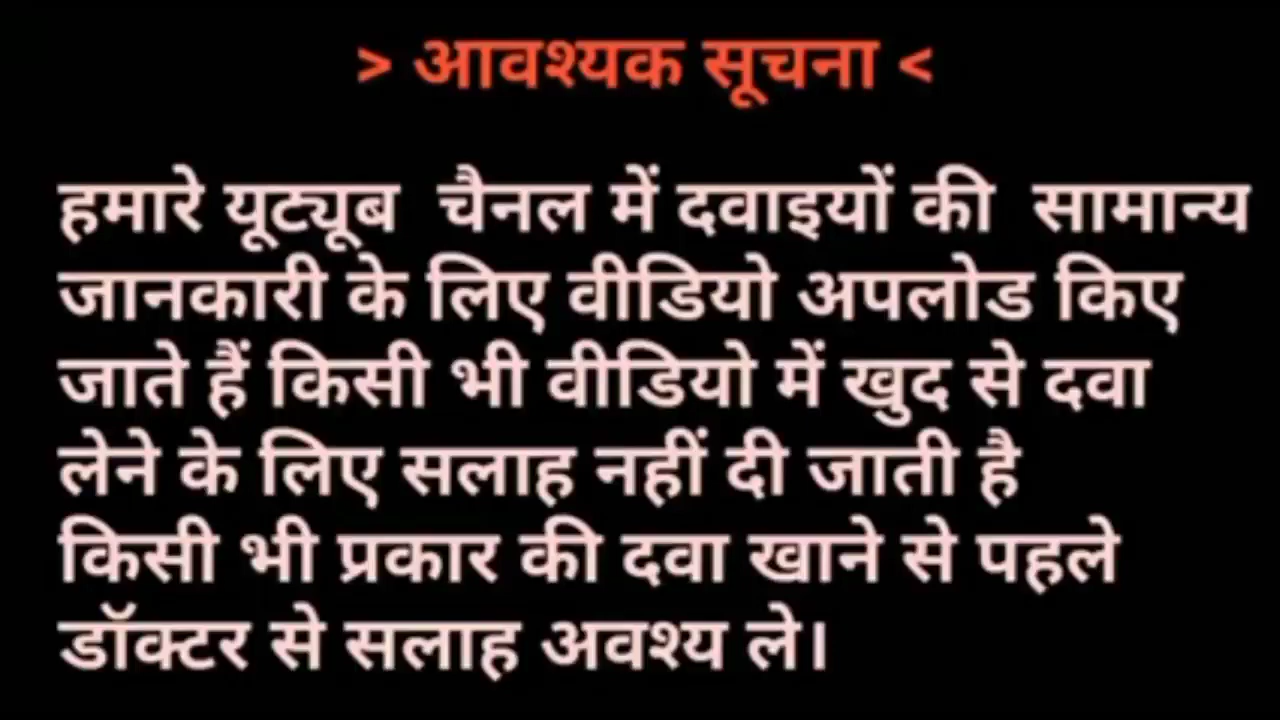 > आवश्यक सूचना <
हमारे यूट्यूब चैनल में दवाइयों की सामान्य
जानकारी के लिए वीडियो अपलोड किए
जाते हैं किसी भी वीडियो में खुद से दवा
लेने के लिए सलाह नहीं दी जाती है
किसी भी प्रकार की दवा खाने से पहले
डॉक्टर से सलाह अवश्य ले।